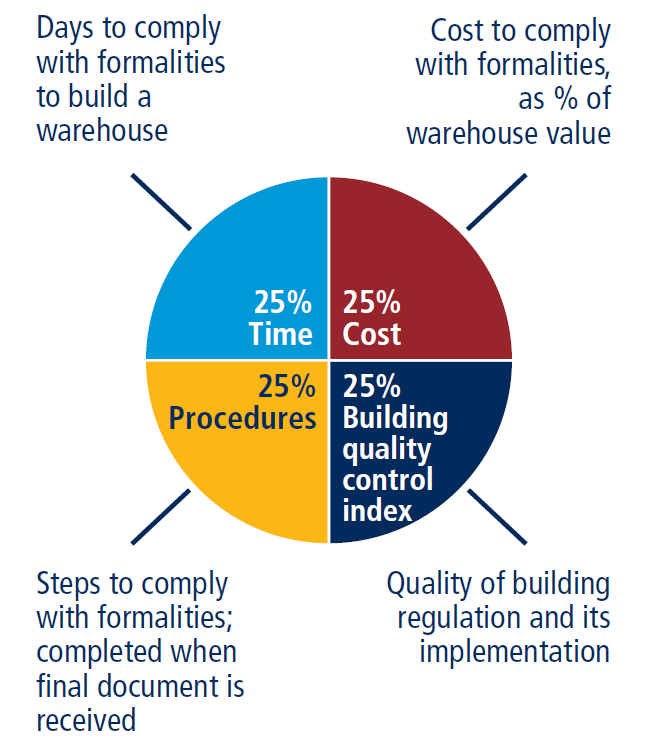 Days to comply
with formalities
to build a
warehouse
Cost to comply
with formalities,
as % of
warehouse value
25%
Time
25%
Cost
25%
Procedures
25%
Building
quality
control
index
Steps to comply
with formalities;
completed when
final document is
received
Quality of building
regulation and its
implementation